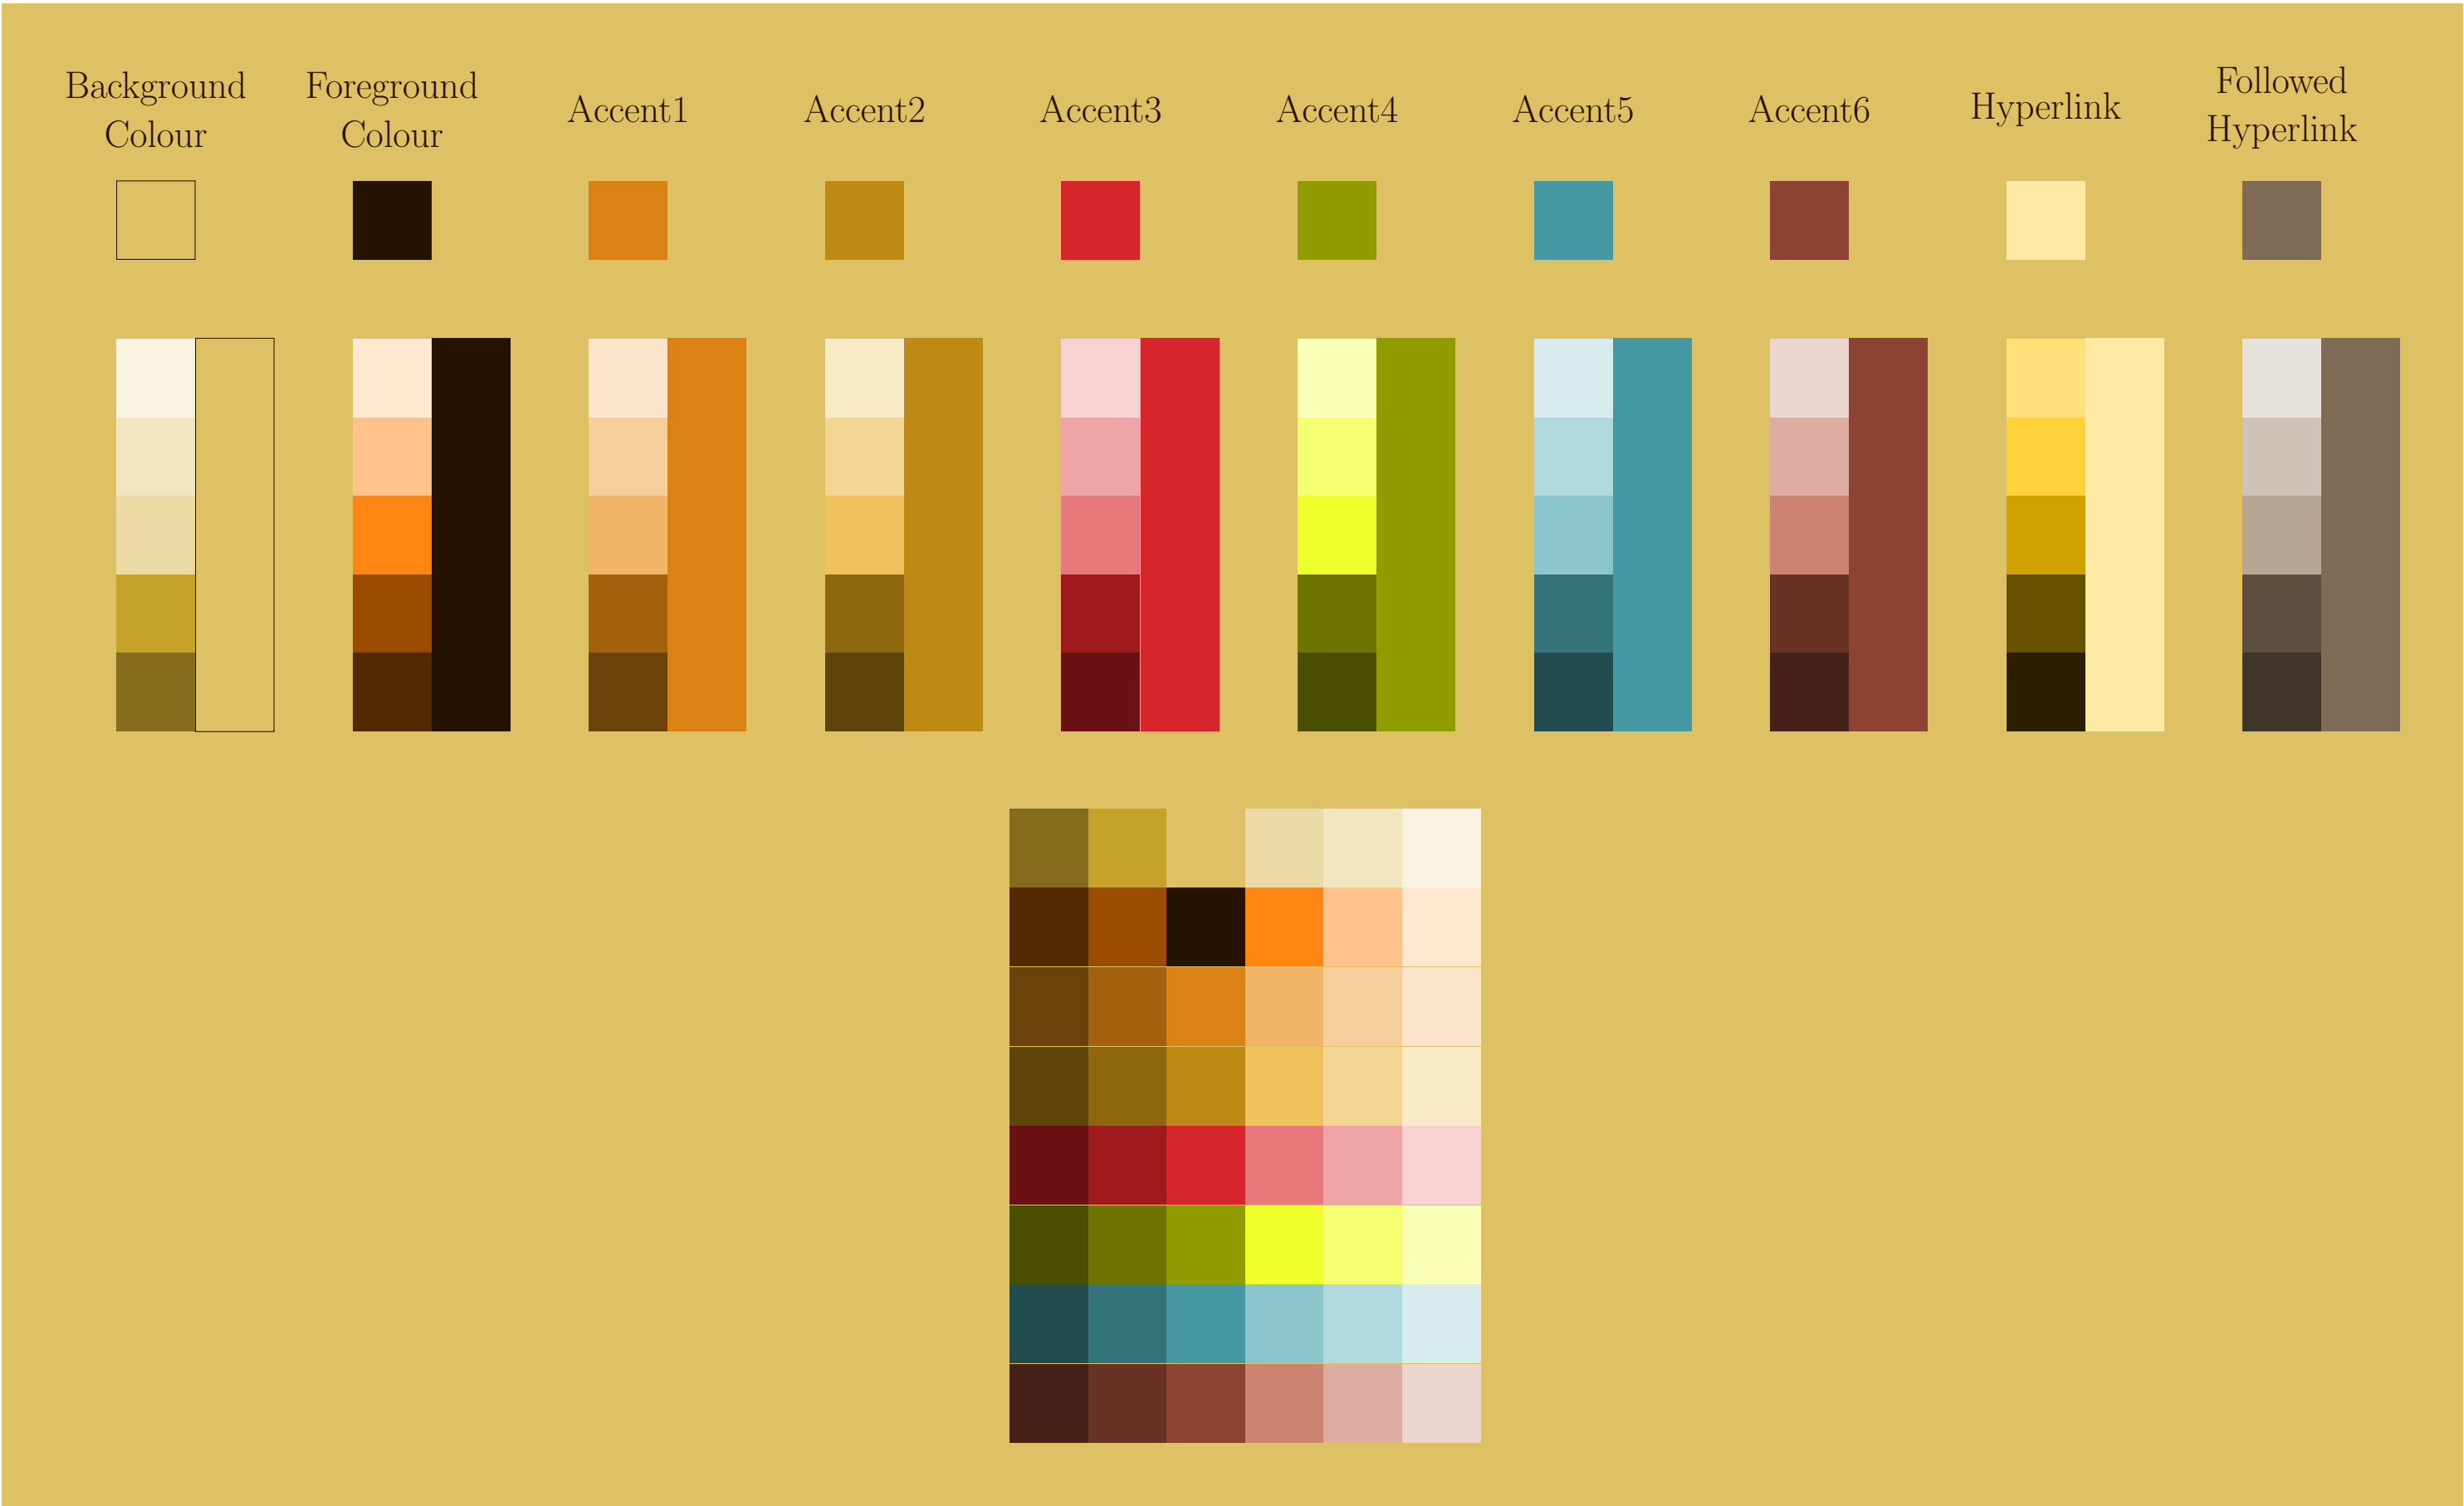 Background
Colour
Foreground
Colour
Accent1
Accent2
Accent3
Accent4
Accent5
Accent6
Hyperlink
Followed
Hyperlink